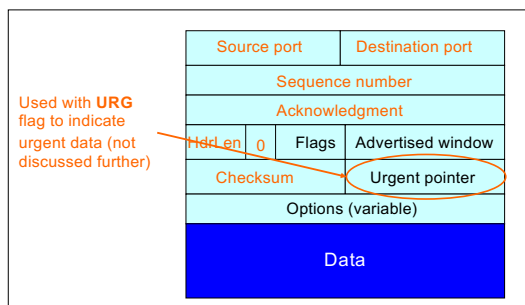 Source port Destination port
Sequence number
Acknowledgment
Used with URG
flag to indicate
urgent data (not
discussed further)
HdrLen 0 Flags Advertised window
Checksum Urgent pointer
Options (variable)
Data